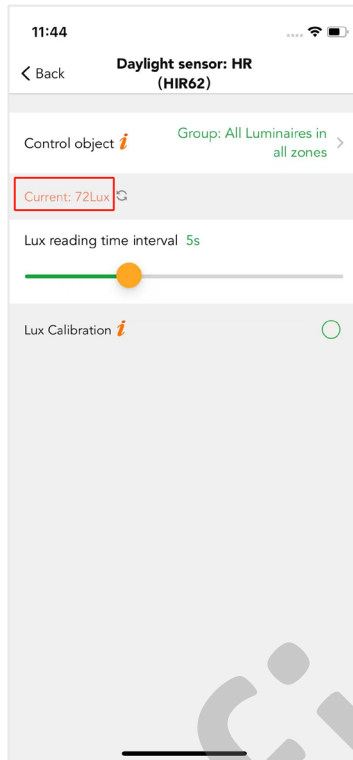 11:44
Back
Daylight sensor: HR
(HIR62)
Control object i
Group: All Luminaires in
all zones
Current: 72Lux
Lux reading time interval 5s
Lux Calibration i